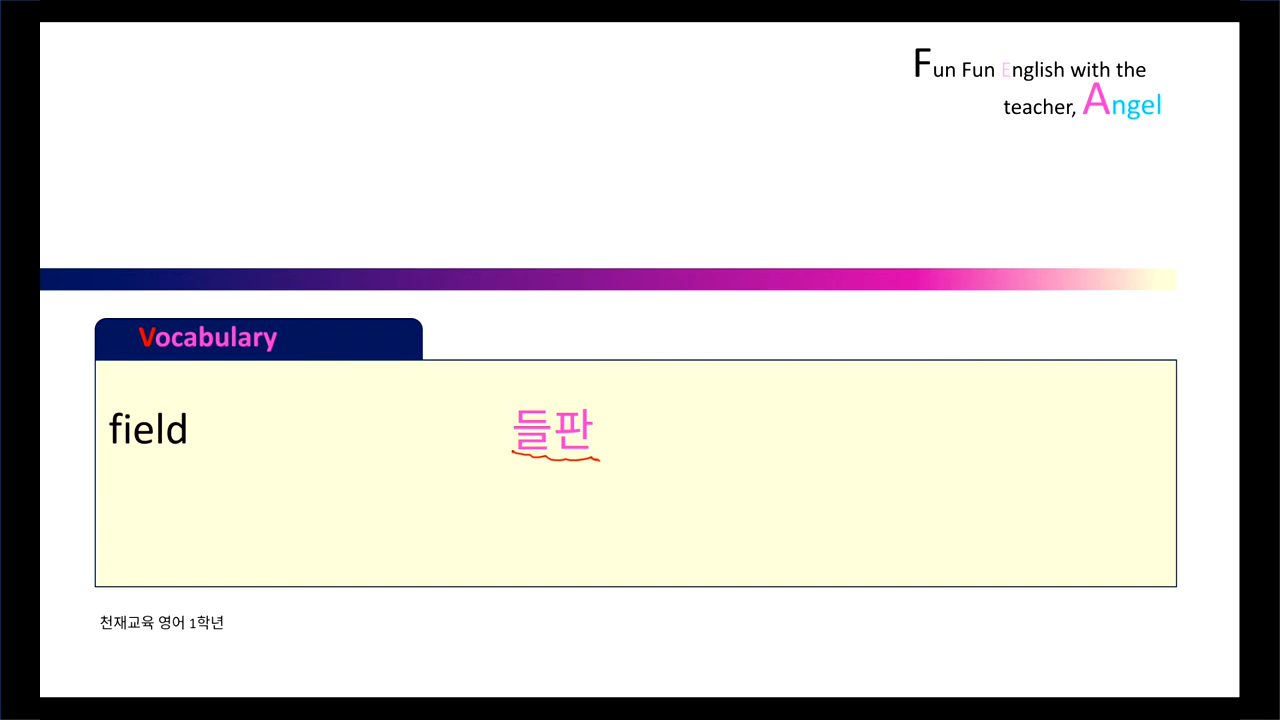 Fun Fun English with the
teacher, Angel
Vocabulary
field 들판
천재교육 영어 1학년